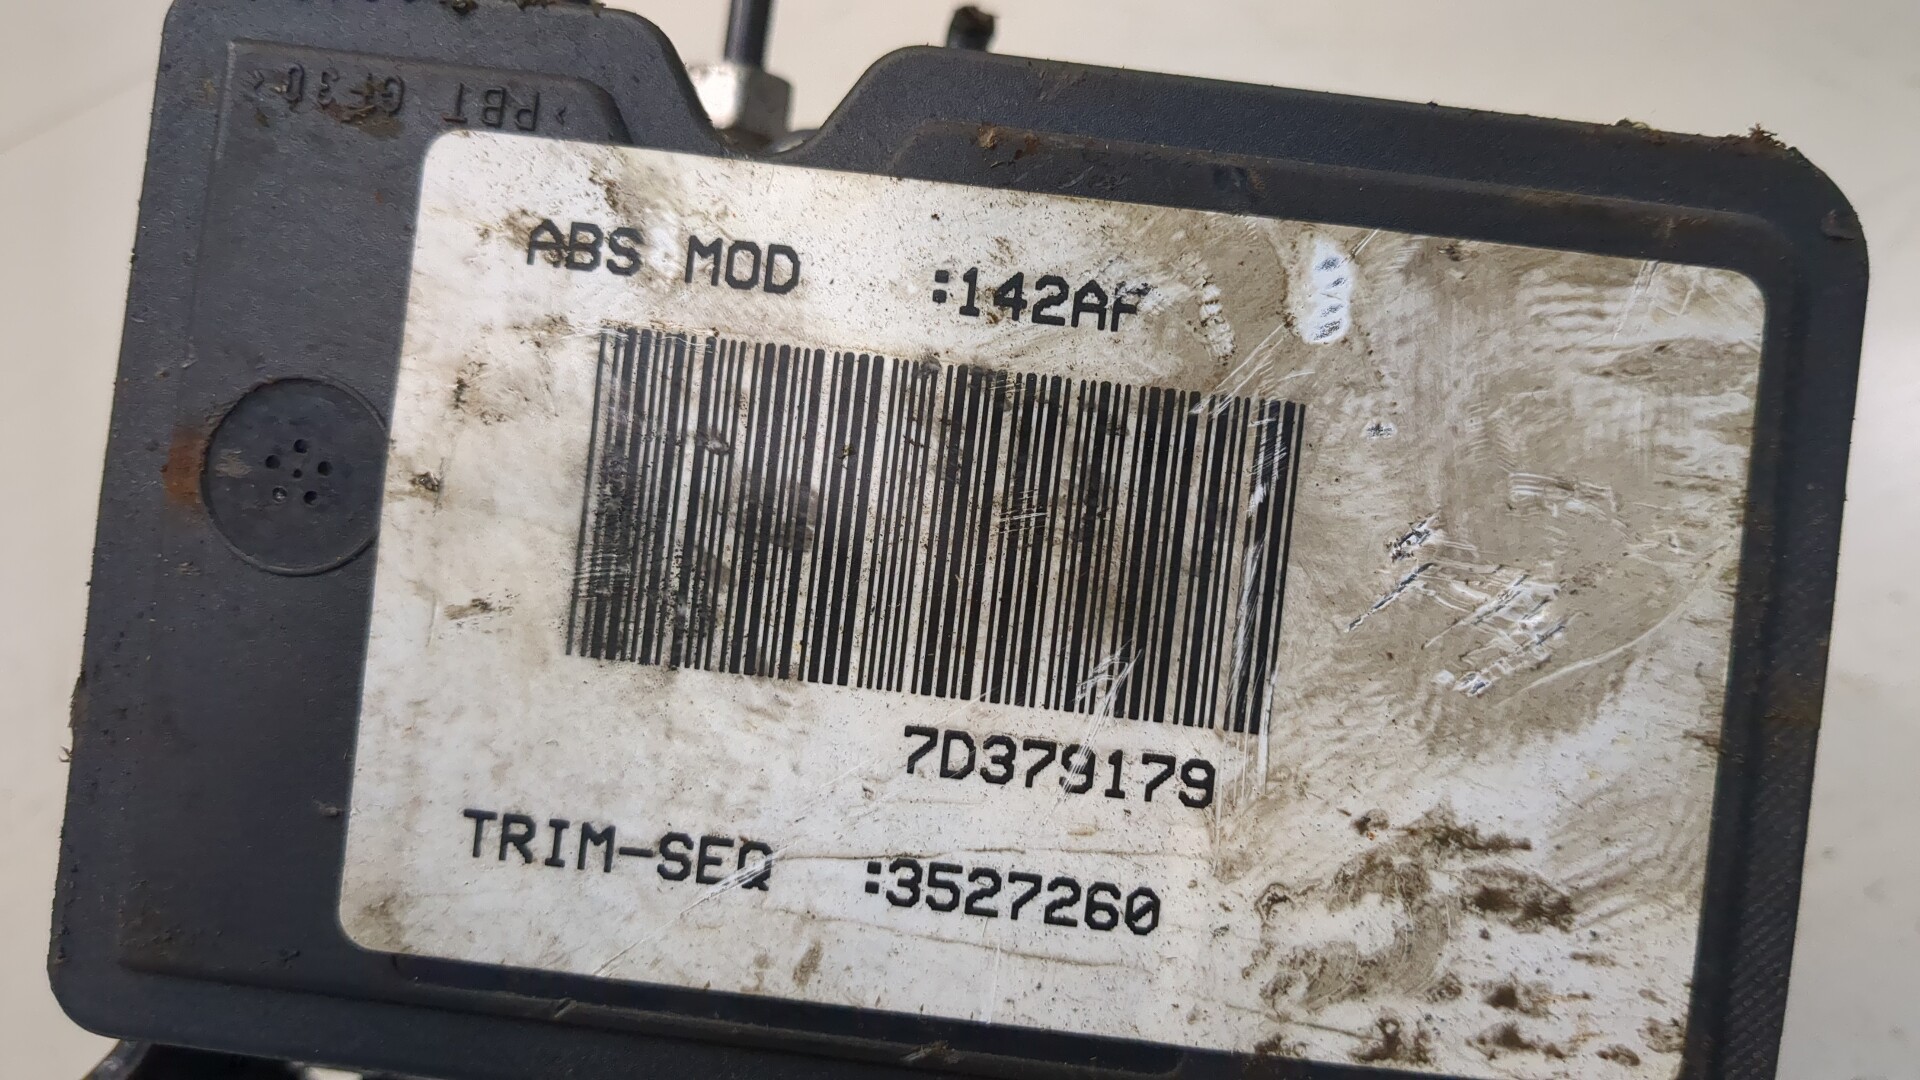 >PBT GF30<
ABS MOD :142AF
7D379179
TRIM-SEQ :3527260